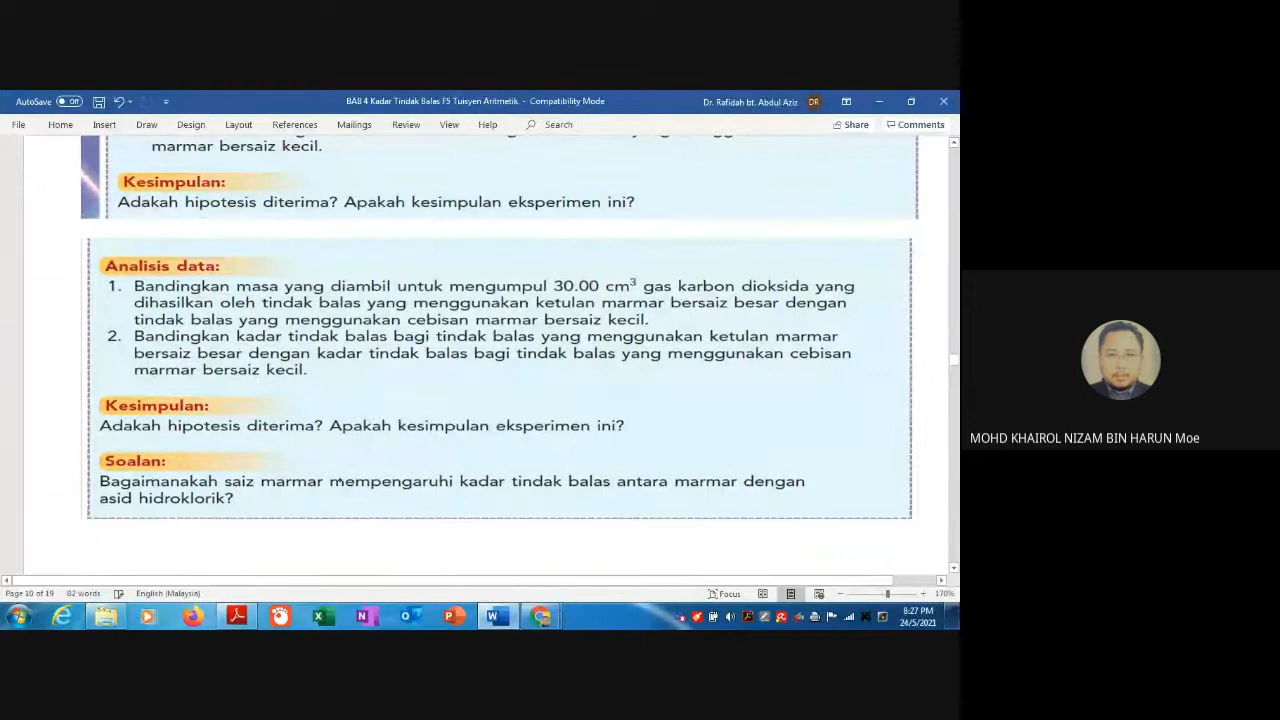 AutoSave Off
BAB 4 Kadar Tindak Balas F5 Tuisyen Aritmetik - Compatibility Mode
Dr. Rafidah bt. Abdul Aziz DR
File Home Insert Draw Design Layout References Mailings Review View Help Search Share Comments
marmar bersaiz kecil.
Kesimpulan:
Adakah hipotesis diterima? Apakah kesimpulan eksperimen ini?
Analisis data:
1. Bandingkan masa yang diambil untuk mengumpul 30.00 cm³ gas karbon dioksida yang
dihasilkan oleh tindak balas yang menggunakan ketulan marmar bersaiz besar dengan
tindak balas yang menggunakan cebisan marmar bersaiz kecil.
2. Bandingkan kadar tindak balas bagi tindak balas yang menggunakan ketulan marmar
bersaiz besar dengan kadar tindak balas bagi tindak balas yang menggunakan cebisan
marmar bersaiz kecil.
Kesimpulan:
Adakah hipotesis diterima? Apakah kesimpulan eksperimen ini?
Soalan:
Bagaimanakah saiz marmar mempengaruhi kadar tindak balas antara marmar dengan
asid hidroklorik?
MOHD KHAIROL NIZAM BIN HARUN Moe
Page 10 of 19 82 words English (Malaysia) Focus 170%
8:27 PM
24/5/2021